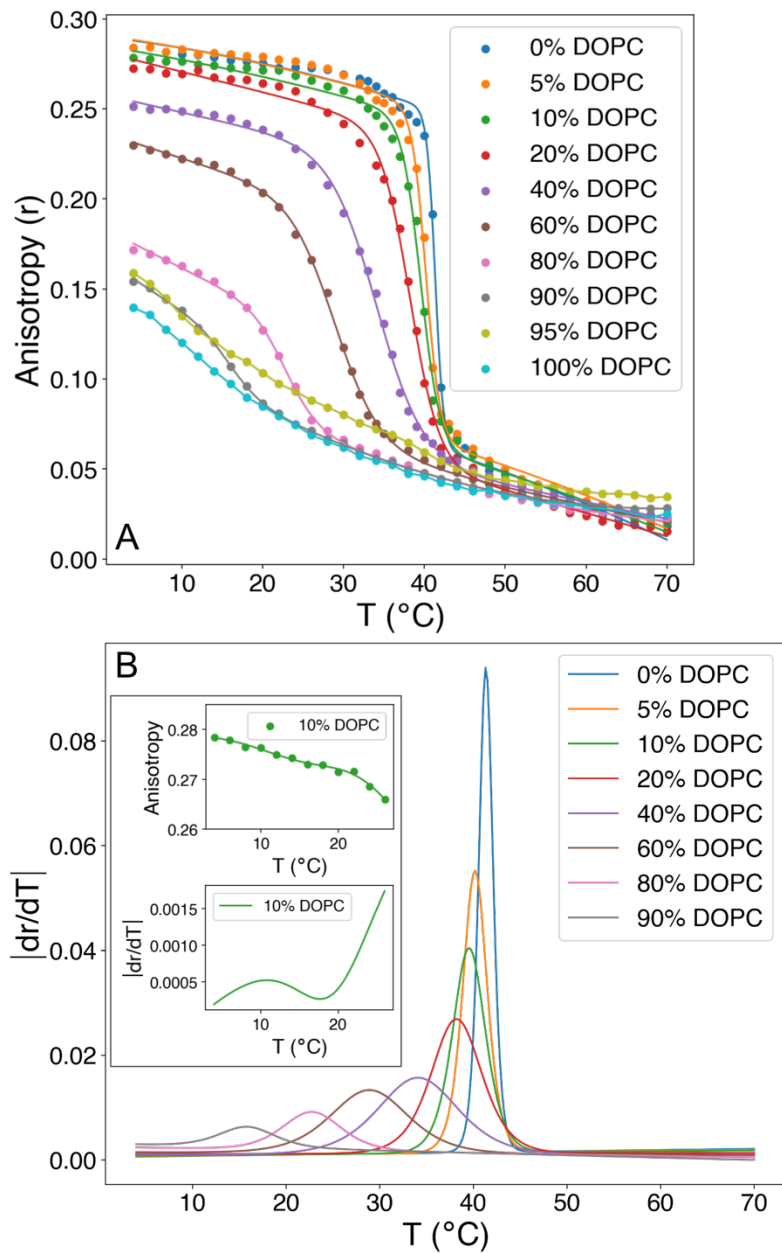 0.30
0.25
0.20
0.15
0.10
0.05
0.00
Anisotropy (r)
0% DOPC
5% DOPC
10% DOPC
20% DOPC
40% DOPC
60% DOPC
80% DOPC
90% DOPC
95% DOPC
100% DOPC
A
10 20 30 40 50 60 70
T (°C)
B
0.08
0.06
0.04
0.02
0.00
|dr/dT|
0% DOPC
5% DOPC
10% DOPC
20% DOPC
40% DOPC
60% DOPC
80% DOPC
90% DOPC
10% DOPC
0.28
0.27
0.26
Anisotropy
10 20
T (°C)
10% DOPC
0.0015
0.0010
0.0005
|dr/dT|
10 20
T (°C)
10 20 30 40 50 60 70
T (°C)